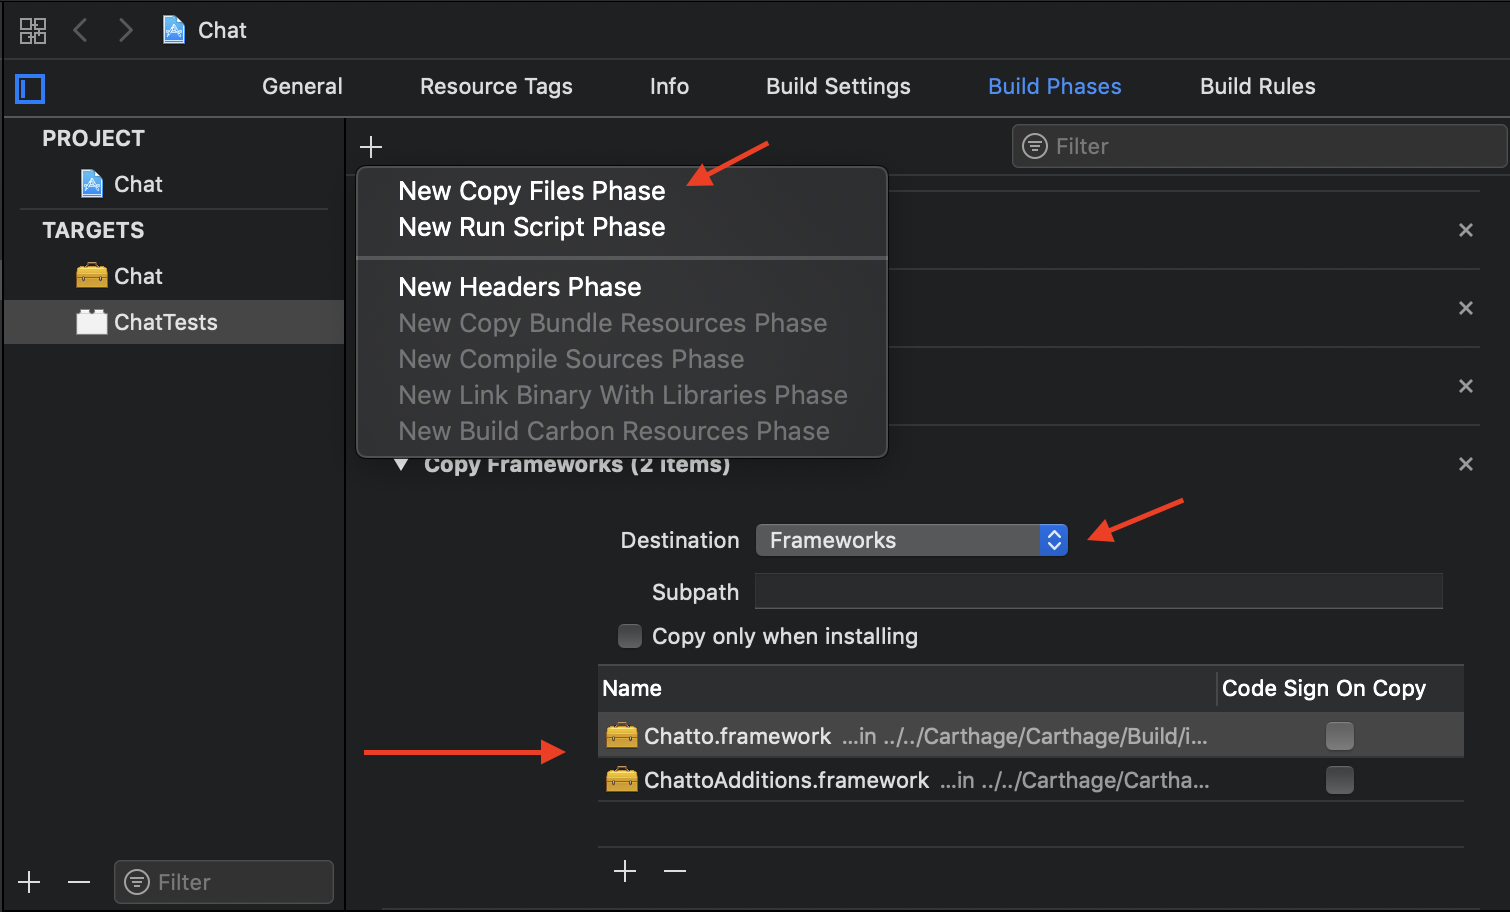 Chat
General Resource Tags Info Build Settings Build Phases Build Rules
PROJECT
Chat
TARGETS
Chat
ChatTests
Filter
Filter
New Copy Files Phase
New Run Script Phase
New Headers Phase
New Copy Bundle Resources Phase
New Compile Sources Phase
New Link Binary With Libraries Phase
New Build Carbon Resources Phase
Copy Frameworks (2 items)
Destination Frameworks
Subpath
Copy only when installing
Name Code Sign On Copy
Chatto.framework ...in ../../Carthage/Carthage/Build/i...
ChattoAdditions.framework ...in ../../Carthage/Cartha...